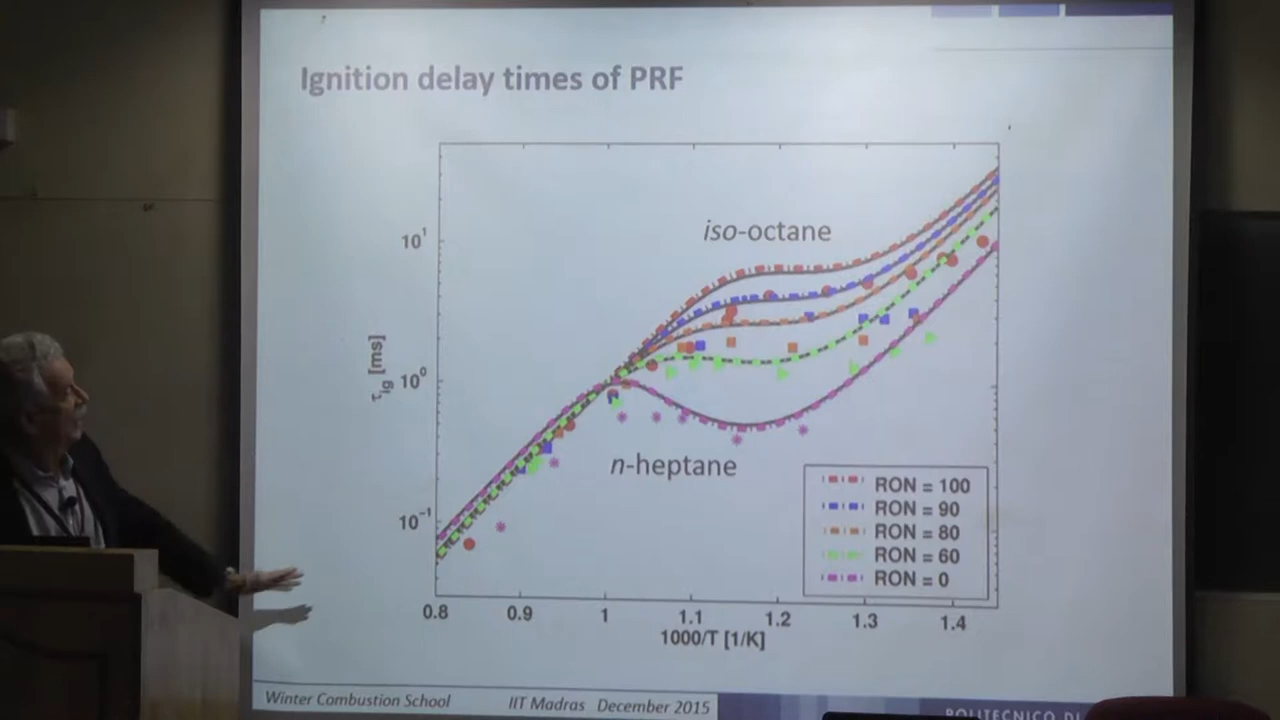 Ignition delay times of PRF
iso-octane
10¹
τig [ms]
10⁰
n-heptane
10⁻¹
RON = 100
RON = 90
RON = 80
RON = 60
RON = 0
0.8 0.9 1 1.1 1.2 1.3 1.4
1000/T [1/K]
Winter Combustion School IIT Madras December 2015
POLITECNICO DI